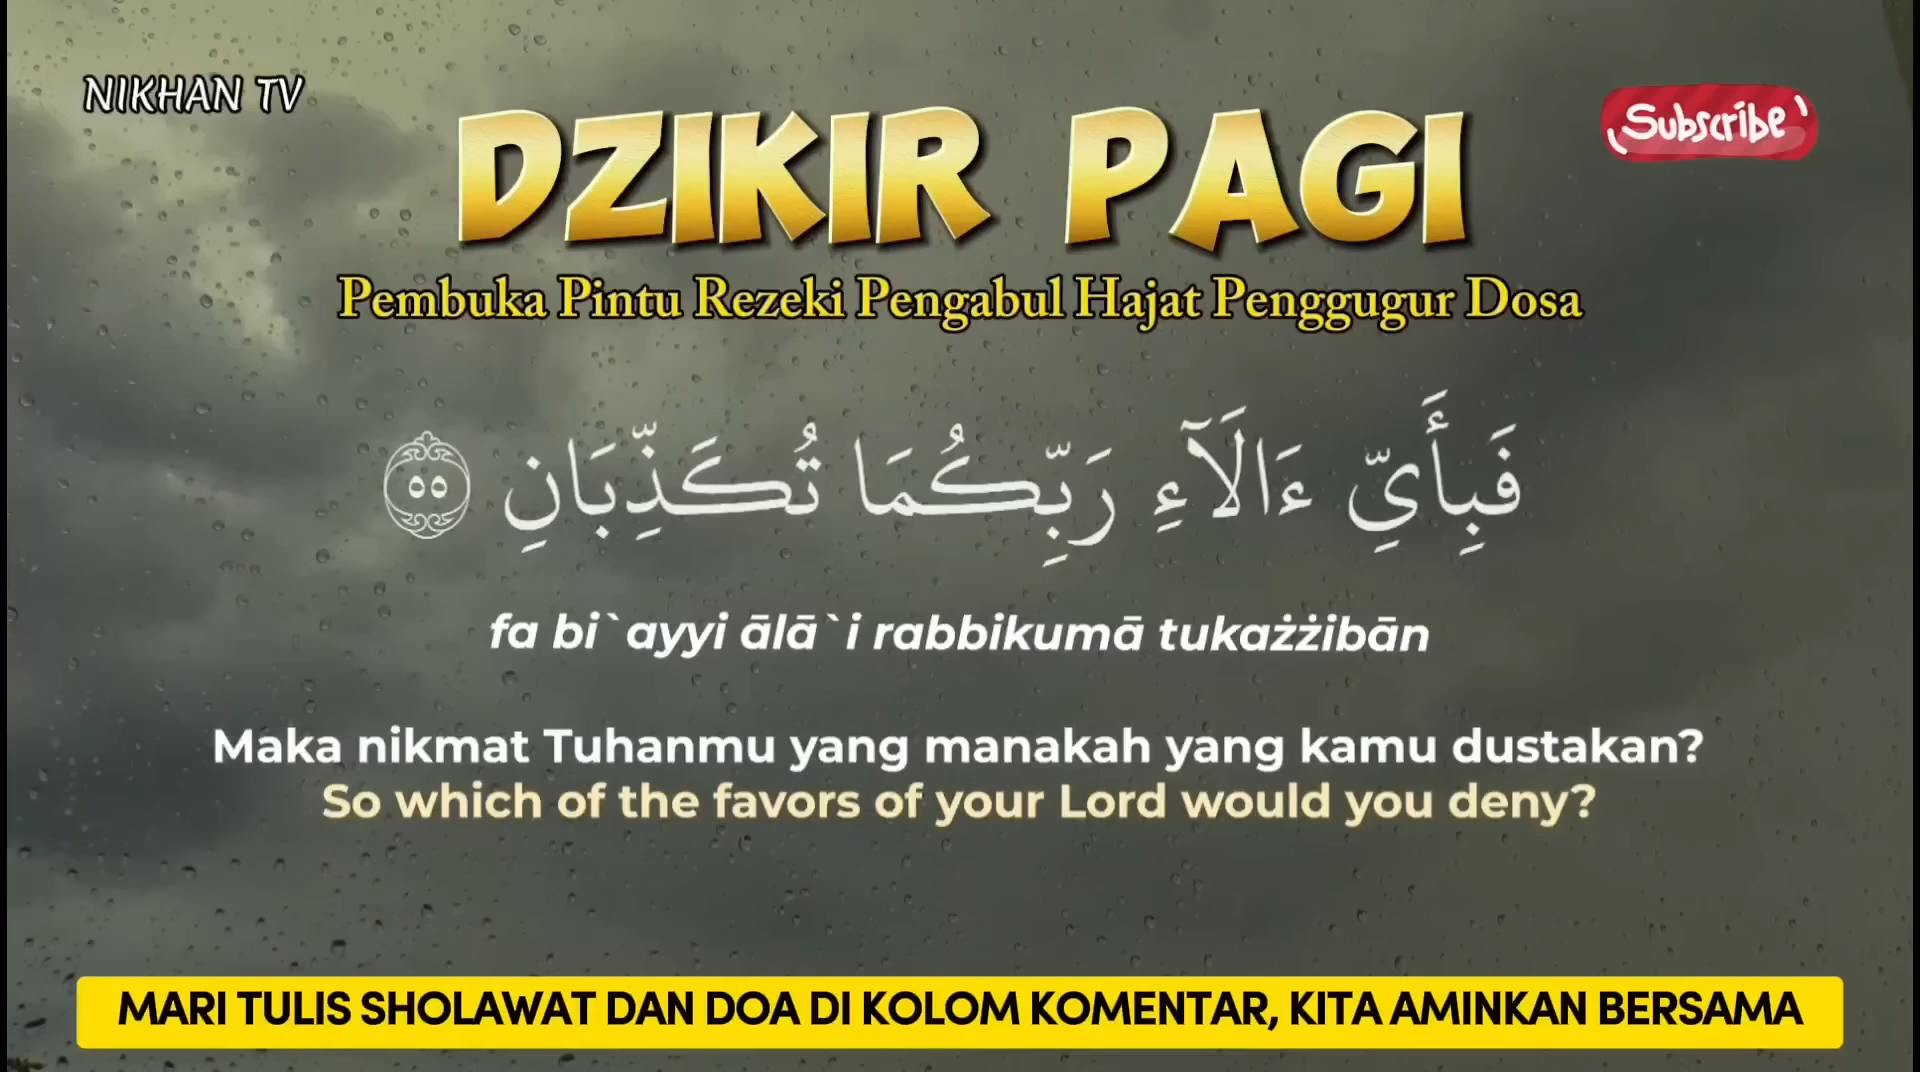 NIKHAN TV
Subscribe
DZIKIR PAGI
Pembuka Pintu Rezeki Pengabul Hajat Penggugur Dosa
فَبِأَيِّ ءَالَآءِ رَبِّكُمَا تُكَذِّبَانِ ٥٥
fa bi`ayyi ālā`i rabbikumā tukażżibān
Maka nikmat Tuhanmu yang manakah yang kamu dustakan?
So which of the favors of your Lord would you deny?
MARI TULIS SHOLAWAT DAN DOA DI KOLOM KOMENTAR, KITA AMINKAN BERSAMA